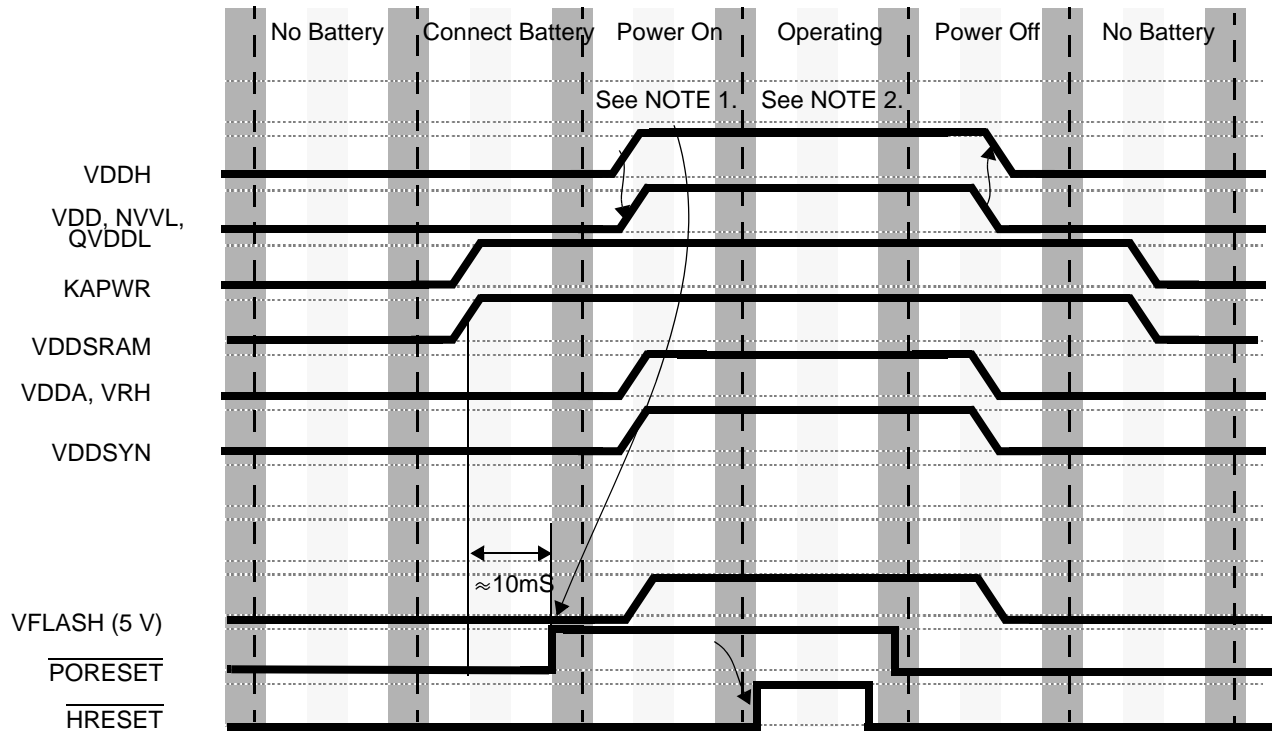 No Battery
Connect Battery
Power On
Operating
Power Off
No Battery
See NOTE 1.
See NOTE 2.
VDDH
VDD, NVVL,
QVDDL
KAPWR
VDDSRAM
VDDA, VRH
VDDSYN
≈10mS
VFLASH (5 V)
PORESET
HRESET